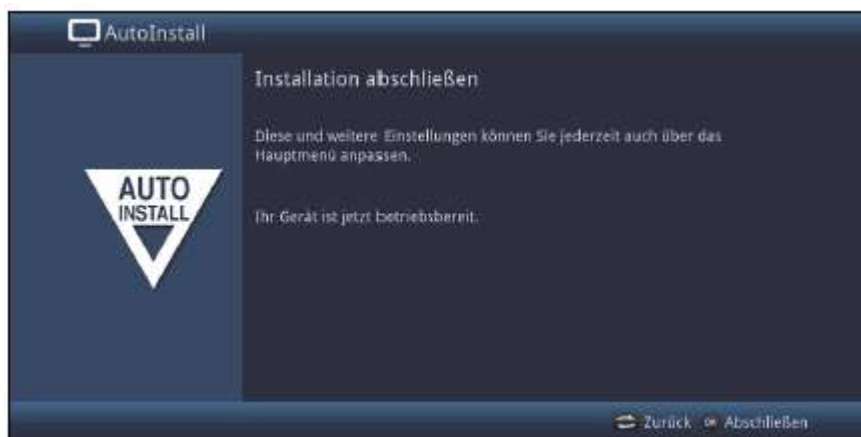 AutoInstall
Installation abschließen
Diese und weitere Einstellungen können Sie jederzeit auch über das
Hauptmenü anpassen.
AUTO
INSTALL
Ihr Gerät ist jetzt betriebsbereit.
Zurück OK Abschließen